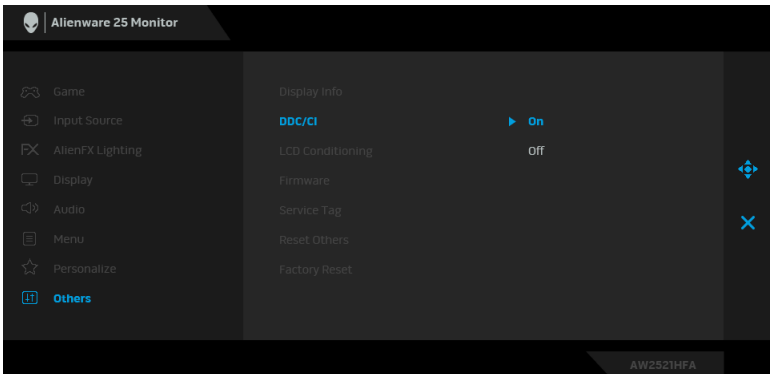 Alienware 25 Monitor
Game
Display Info
Input Source
DDC/CI
On
AlienFX Lighting
LCD Conditioning
Off
Display
Firmware
Audio
Service Tag
Menu
Reset Others
Personalize
Factory Reset
Others
AW2521HFA